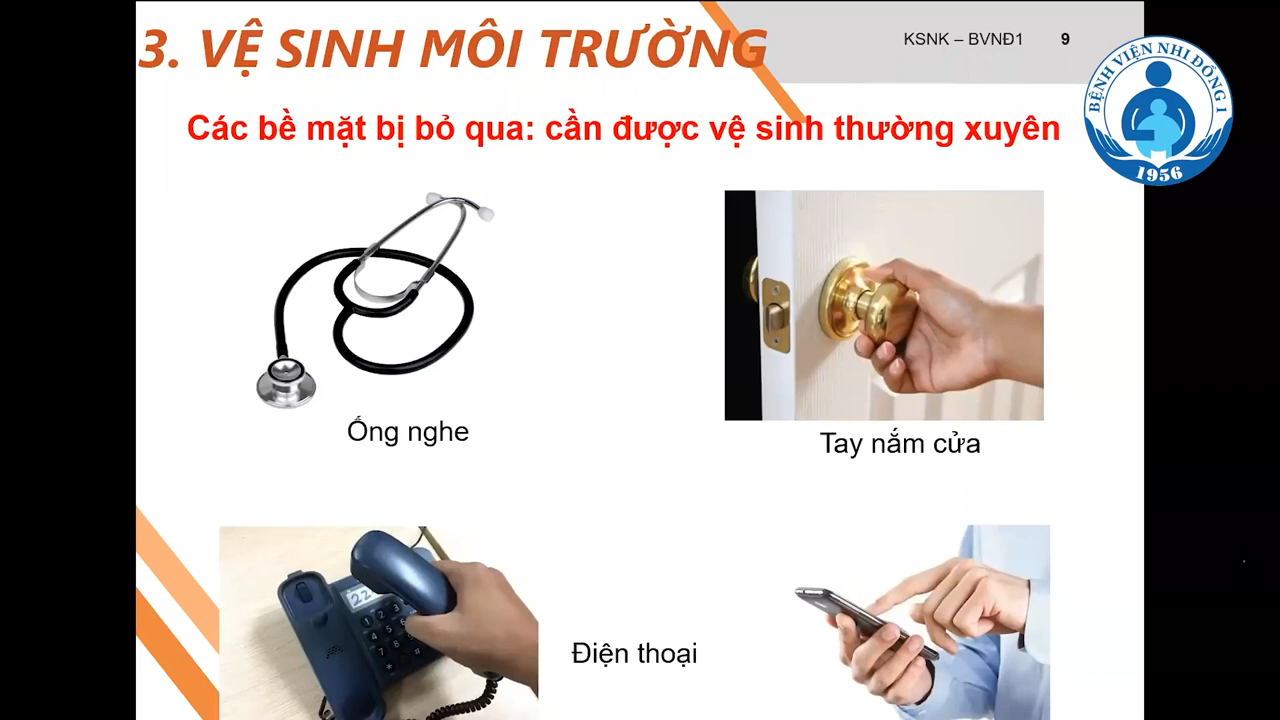 3. VỆ SINH MÔI TRƯỜNG
KSNK – BVNĐ1 9
BỆNH VIỆN NHI ĐỒNG 1
1956
Các bề mặt bị bỏ qua: cần được vệ sinh thường xuyên
Ống nghe
Tay nắm cửa
Điện thoại